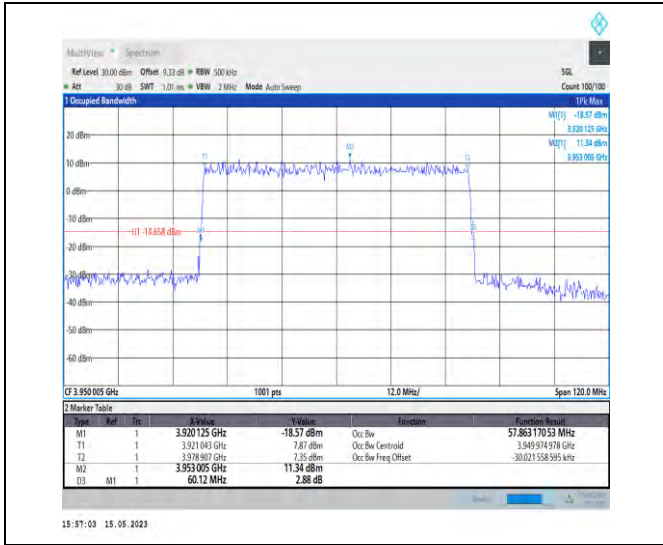 MultiView Spectrum
Ref Level 30.00 dBm Offset 9.33 dB RBW 500 kHz SGL
Att 30 dB SWT 1.01 ms VBW 2 MHz Mode Auto Sweep Count 100/100
1 Occupied Bandwidth 1Pk Max
M1[1] -18.57 dBm
3.920 125 GHz
20 dBm
M2[1] 11.34 dBm
3.953 005 GHz
M2
T1
10 dBm
0 dBm
-10 dBm
H1 -14.658 dBm
-20 dBm
-30 dBm
-40 dBm
-50 dBm
-60 dBm
CF 3.950 005 GHz 1001 pts 12.0 MHz/ Span 120.0 MHz
2 Marker Table
Type Ref Trc X-Value Y-Value Function Function Result
M1 1 3.920 125 GHz -18.57 dBm Occ Bw 57.863 170 53 MHz
T1 1 3.921 043 GHz 7.87 dBm Occ Bw Centroid 3.949 974 978 GHz
T2 1 3.978 907 GHz 7.35 dBm Occ Bw Freq Offset -30.021 558 595 kHz
M2 1 3.953 005 GHz 11.34 dBm
D3 M1 1 60.12 MHz 2.88 dB
15:57:03 15.05.2023